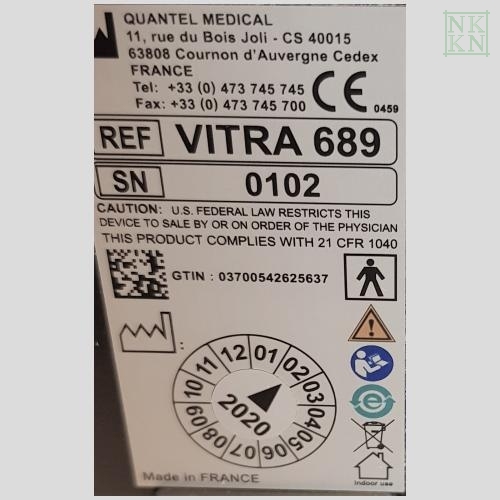 NK
KN
QUANTEL MEDICAL
11, rue du Bois Joli - CS 40015
63808 Cournon d'Auvergne Cedex
FRANCE
Tel: +33 (0) 473 745 745
Fax: +33 (0) 473 745 700
CE 0459
REF VITRA 689
SN 0102
CAUTION: U.S. FEDERAL LAW RESTRICTS THIS
DEVICE TO SALE BY OR ON ORDER OF THE PHYSICIAN
THIS PRODUCT COMPLIES WITH 21 CFR 1040
GTIN : 03700542625637
:
01 02 03 04 05 06 07 08 09 10 11 12
2020
Made in FRANCE
Indoor use